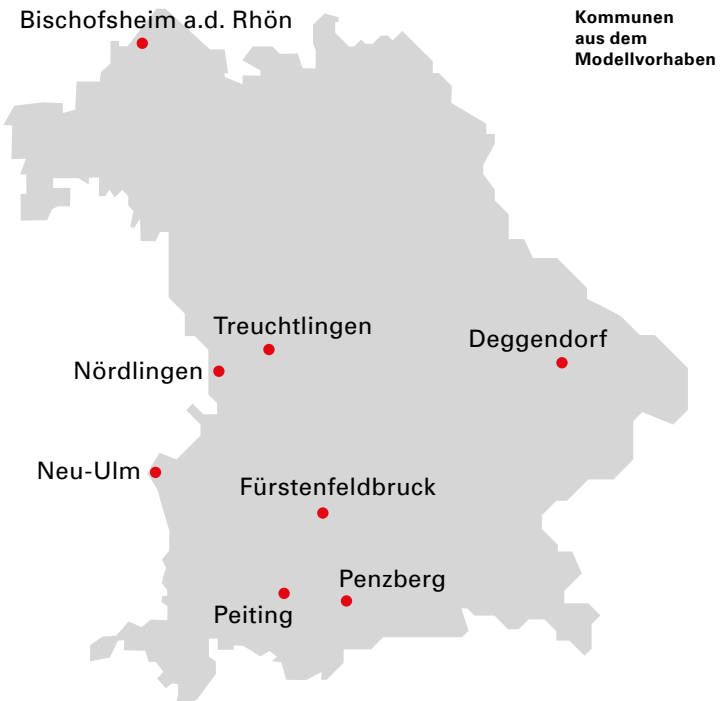 Bischofsheim a.d. Rhön
Kommunen
aus dem
Modellvorhaben
Treuchtlingen
Deggendorf
Nördlingen
Neu-Ulm
Fürstenfeldbruck
Penzberg
Peiting